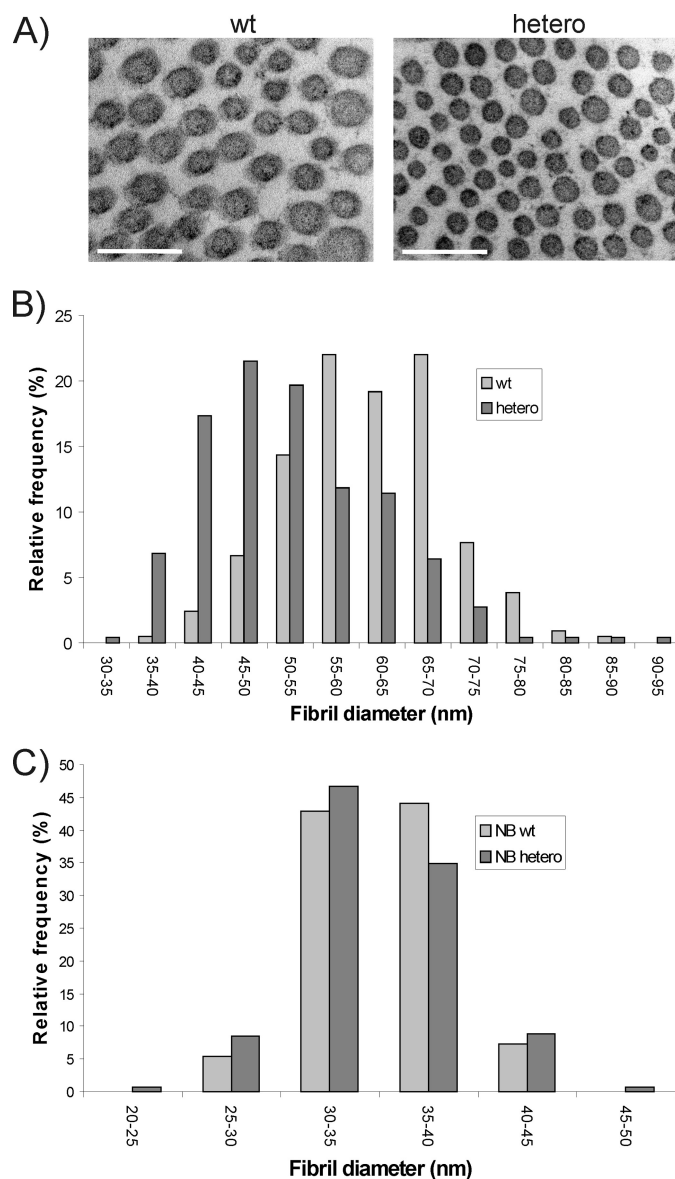 A)
wt
hetero
B)
Relative frequency (%)
25
20
15
10
5
0
wt
hetero
30-35
35-40
40-45
45-50
50-55
55-60
60-65
65-70
70-75
75-80
80-85
85-90
90-95
Fibril diameter (nm)
C)
Relative frequency (%)
50
45
40
35
30
25
20
15
10
5
0
NB wt
NB hetero
20-25
25-30
30-35
35-40
40-45
45-50
Fibril diameter (nm)